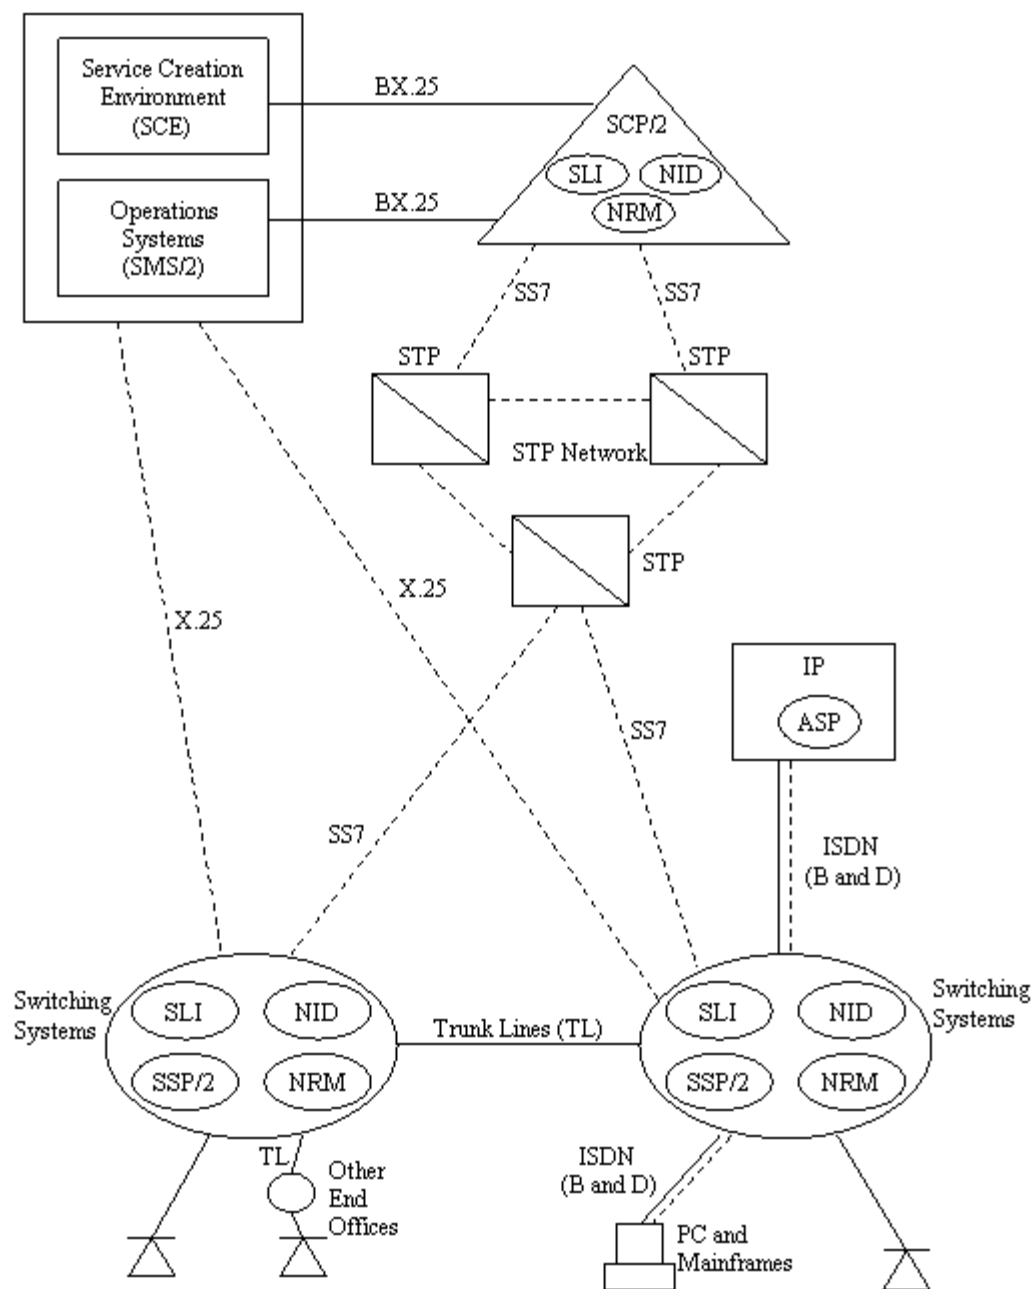 Service Creation
Environment
(SCE)
BX.25
SCP/2
SLI
NID
NRM
Operations
Systems
(SMS/2)
BX.25
SS7
SS7
STP
STP
STP Network
STP
X.25
X.25
SS7
SS7
IP
ASP
ISDN
(B and D)
Switching
Systems
SLI
NID
SSP/2
NRM
Trunk Lines (TL)
SLI
NID
SSP/2
NRM
Switching
Systems
TL
Other
End
Offices
ISDN
(B and D)
PC and
Mainframes